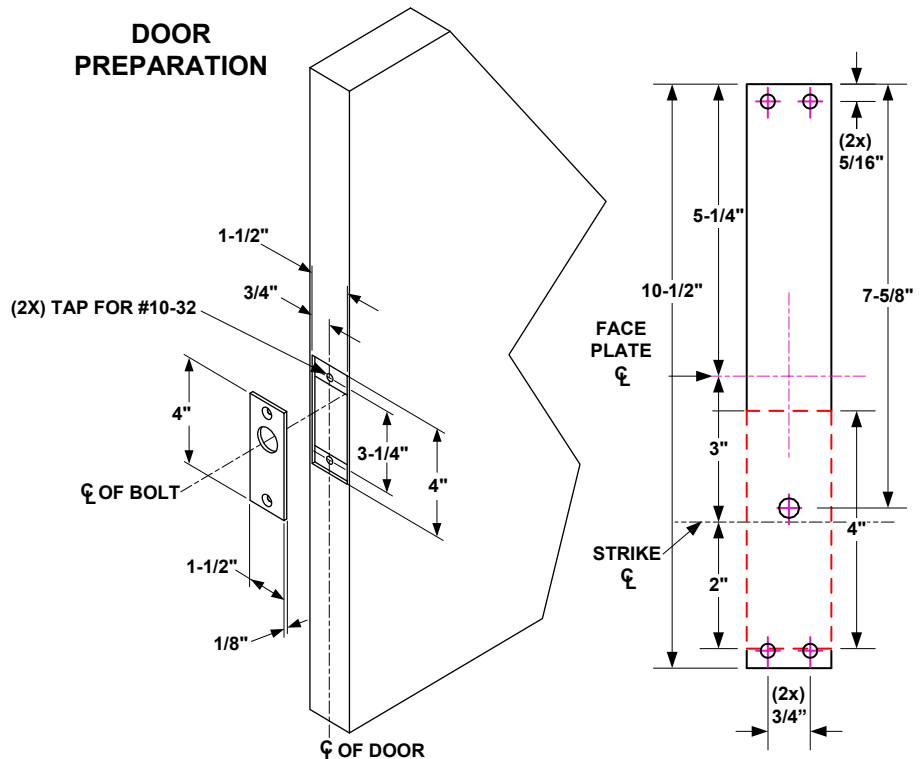 DOOR
PREPARATION
1-1/2"
3/4"
(2X) TAP FOR #10-32
4"
3-1/4"
4"
℄ OF BOLT
1-1/2"
1/8"
℄ OF DOOR
(2x)
5/16"
5-1/4"
10-1/2"
7-5/8"
FACE
PLATE
℄
3"
4"
STRIKE
℄
2"
(2x)
3/4”